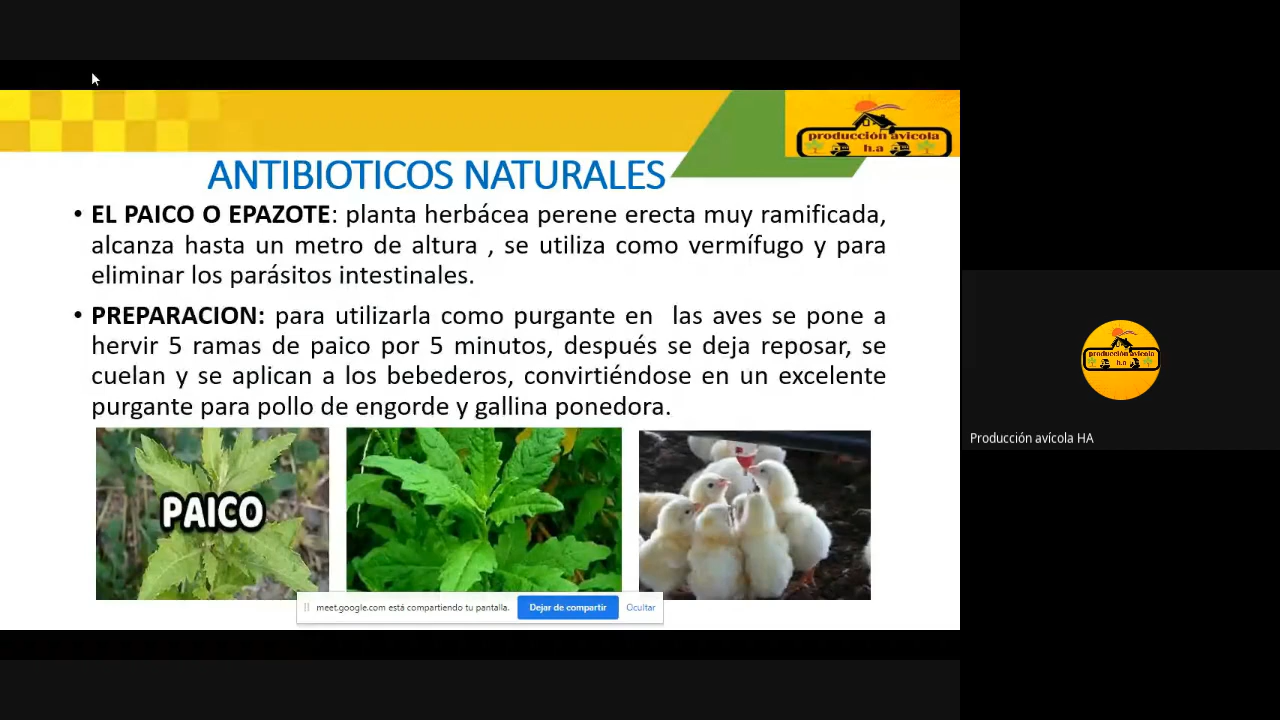 producción avicola
h.a
ANTIBIOTICOS NATURALES
• EL PAICO O EPAZOTE: planta herbácea perene erecta muy ramificada,
alcanza hasta un metro de altura , se utiliza como vermífugo y para
eliminar los parásitos intestinales.
• PREPARACION: para utilizarla como purgante en las aves se pone a
hervir 5 ramas de paico por 5 minutos, después se deja reposar, se
cuelan y se aplican a los bebederos, convirtiéndose en un excelente
purgante para pollo de engorde y gallina ponedora.
PAICO
meet.google.com está compartiendo tu pantalla. Dejar de compartir Ocultar
producción avicola
h.a
Producción avícola HA